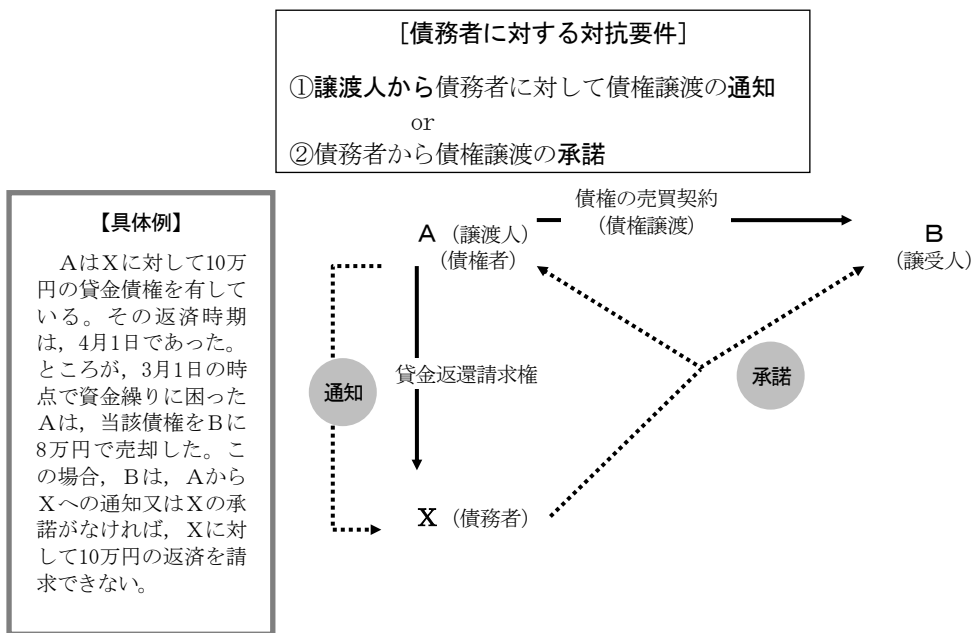 ［債務者に対する対抗要件］
①譲渡人から債務者に対して債権譲渡の通知
or
②債務者から債権譲渡の承諾
【具体例】
AはXに対して10万
円の貸金債権を有して
いる。その返済時期
は，4月1日であった。
ところが，3月1日の時
点で資金繰りに困った
Aは，当該債権をBに
8万円で売却した。こ
の場合，Bは，Aから
Xへの通知又はXの承
諾がなければ，Xに対
して10万円の返済を請
求できない。
債権の売買契約
（債権譲渡）
A（譲渡人）
（債権者）
B
（譲受人）
通知
貸金返還請求権
承諾
X（債務者）